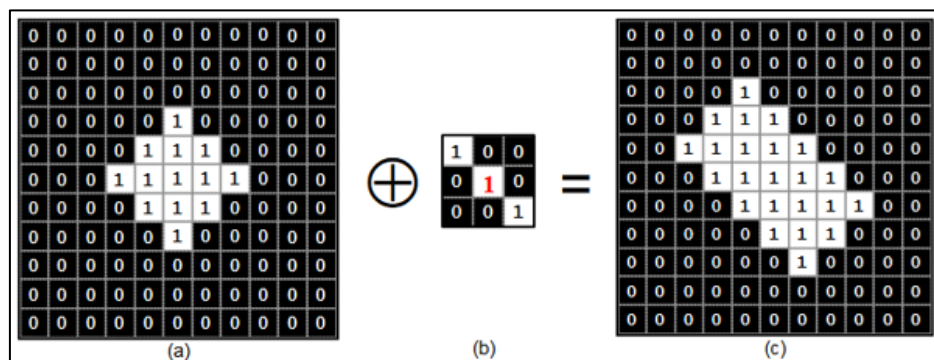 0 0 0 0 0 0 0 0 0 0 0
0 0 0 0 0 0 0 0 0 0 0
0 0 0 0 0 0 0 0 0 0 0
0 0 0 0 0 1 0 0 0 0 0
0 0 0 0 1 1 1 0 0 0 0
0 0 0 1 1 1 1 1 0 0 0
0 0 0 0 1 1 1 0 0 0 0
0 0 0 0 0 1 0 0 0 0 0
0 0 0 0 0 0 0 0 0 0 0
0 0 0 0 0 0 0 0 0 0 0
0 0 0 0 0 0 0 0 0 0 0
(a)
⊕
1 0 0
0 1 0
0 0 1
(b)
=
0 0 0 0 0 0 0 0 0 0 0
0 0 0 0 0 0 0 0 0 0 0
0 0 0 0 1 0 0 0 0 0 0
0 0 0 1 1 1 0 0 0 0 0
0 0 1 1 1 1 1 0 0 0 0
0 0 0 1 1 1 1 1 0 0 0
0 0 0 0 1 1 1 1 1 0 0
0 0 0 0 0 1 1 1 0 0 0
0 0 0 0 0 0 1 0 0 0 0
0 0 0 0 0 0 0 0 0 0 0
0 0 0 0 0 0 0 0 0 0 0
(c)